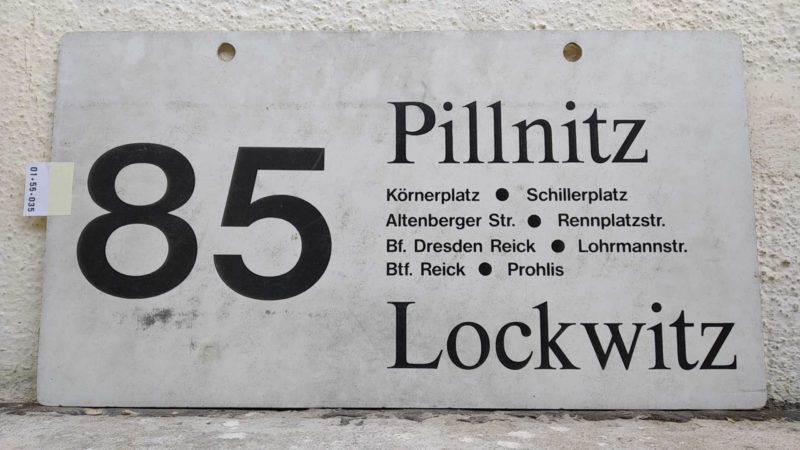 01-55-035
85
Pillnitz
Körnerplatz ● Schillerplatz
Altenberger Str. ● Rennplatzstr.
Bf. Dresden Reick ● Lohrmannstr.
Btf. Reick ● Prohlis
Lockwitz